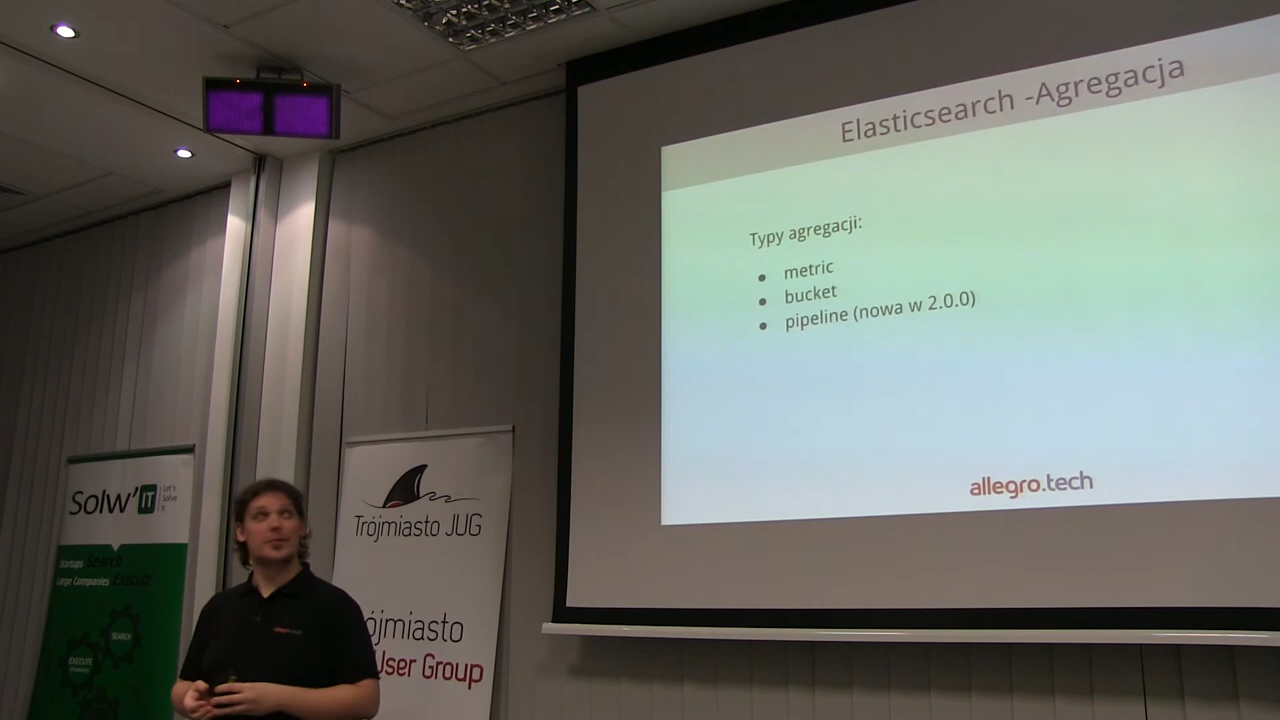 Elasticsearch -Agregacja
Typy agregacji:
metric
bucket
pipeline (nowa w 2.0.0)
allegro.tech
Solw'IT
Let's
Solve
it
Startups Search
Large Companies Execute
SEARCH
EXECUTE
Trójmiasto JUG
ójmiasto
User Group